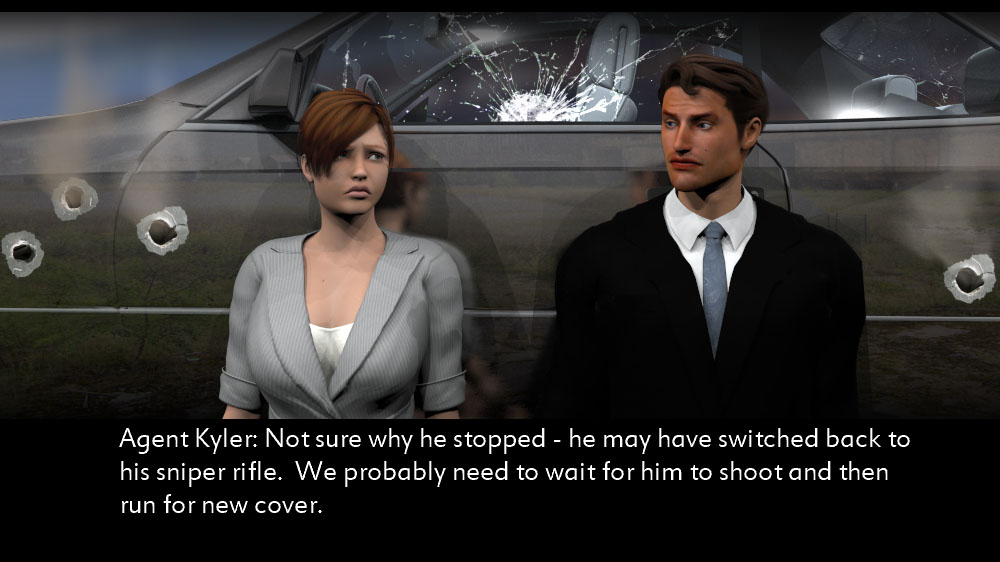 Agent Kyler: Not sure why he stopped - he may have switched back to
his sniper rifle.  We probably need to wait for him to shoot and then
run for new cover.